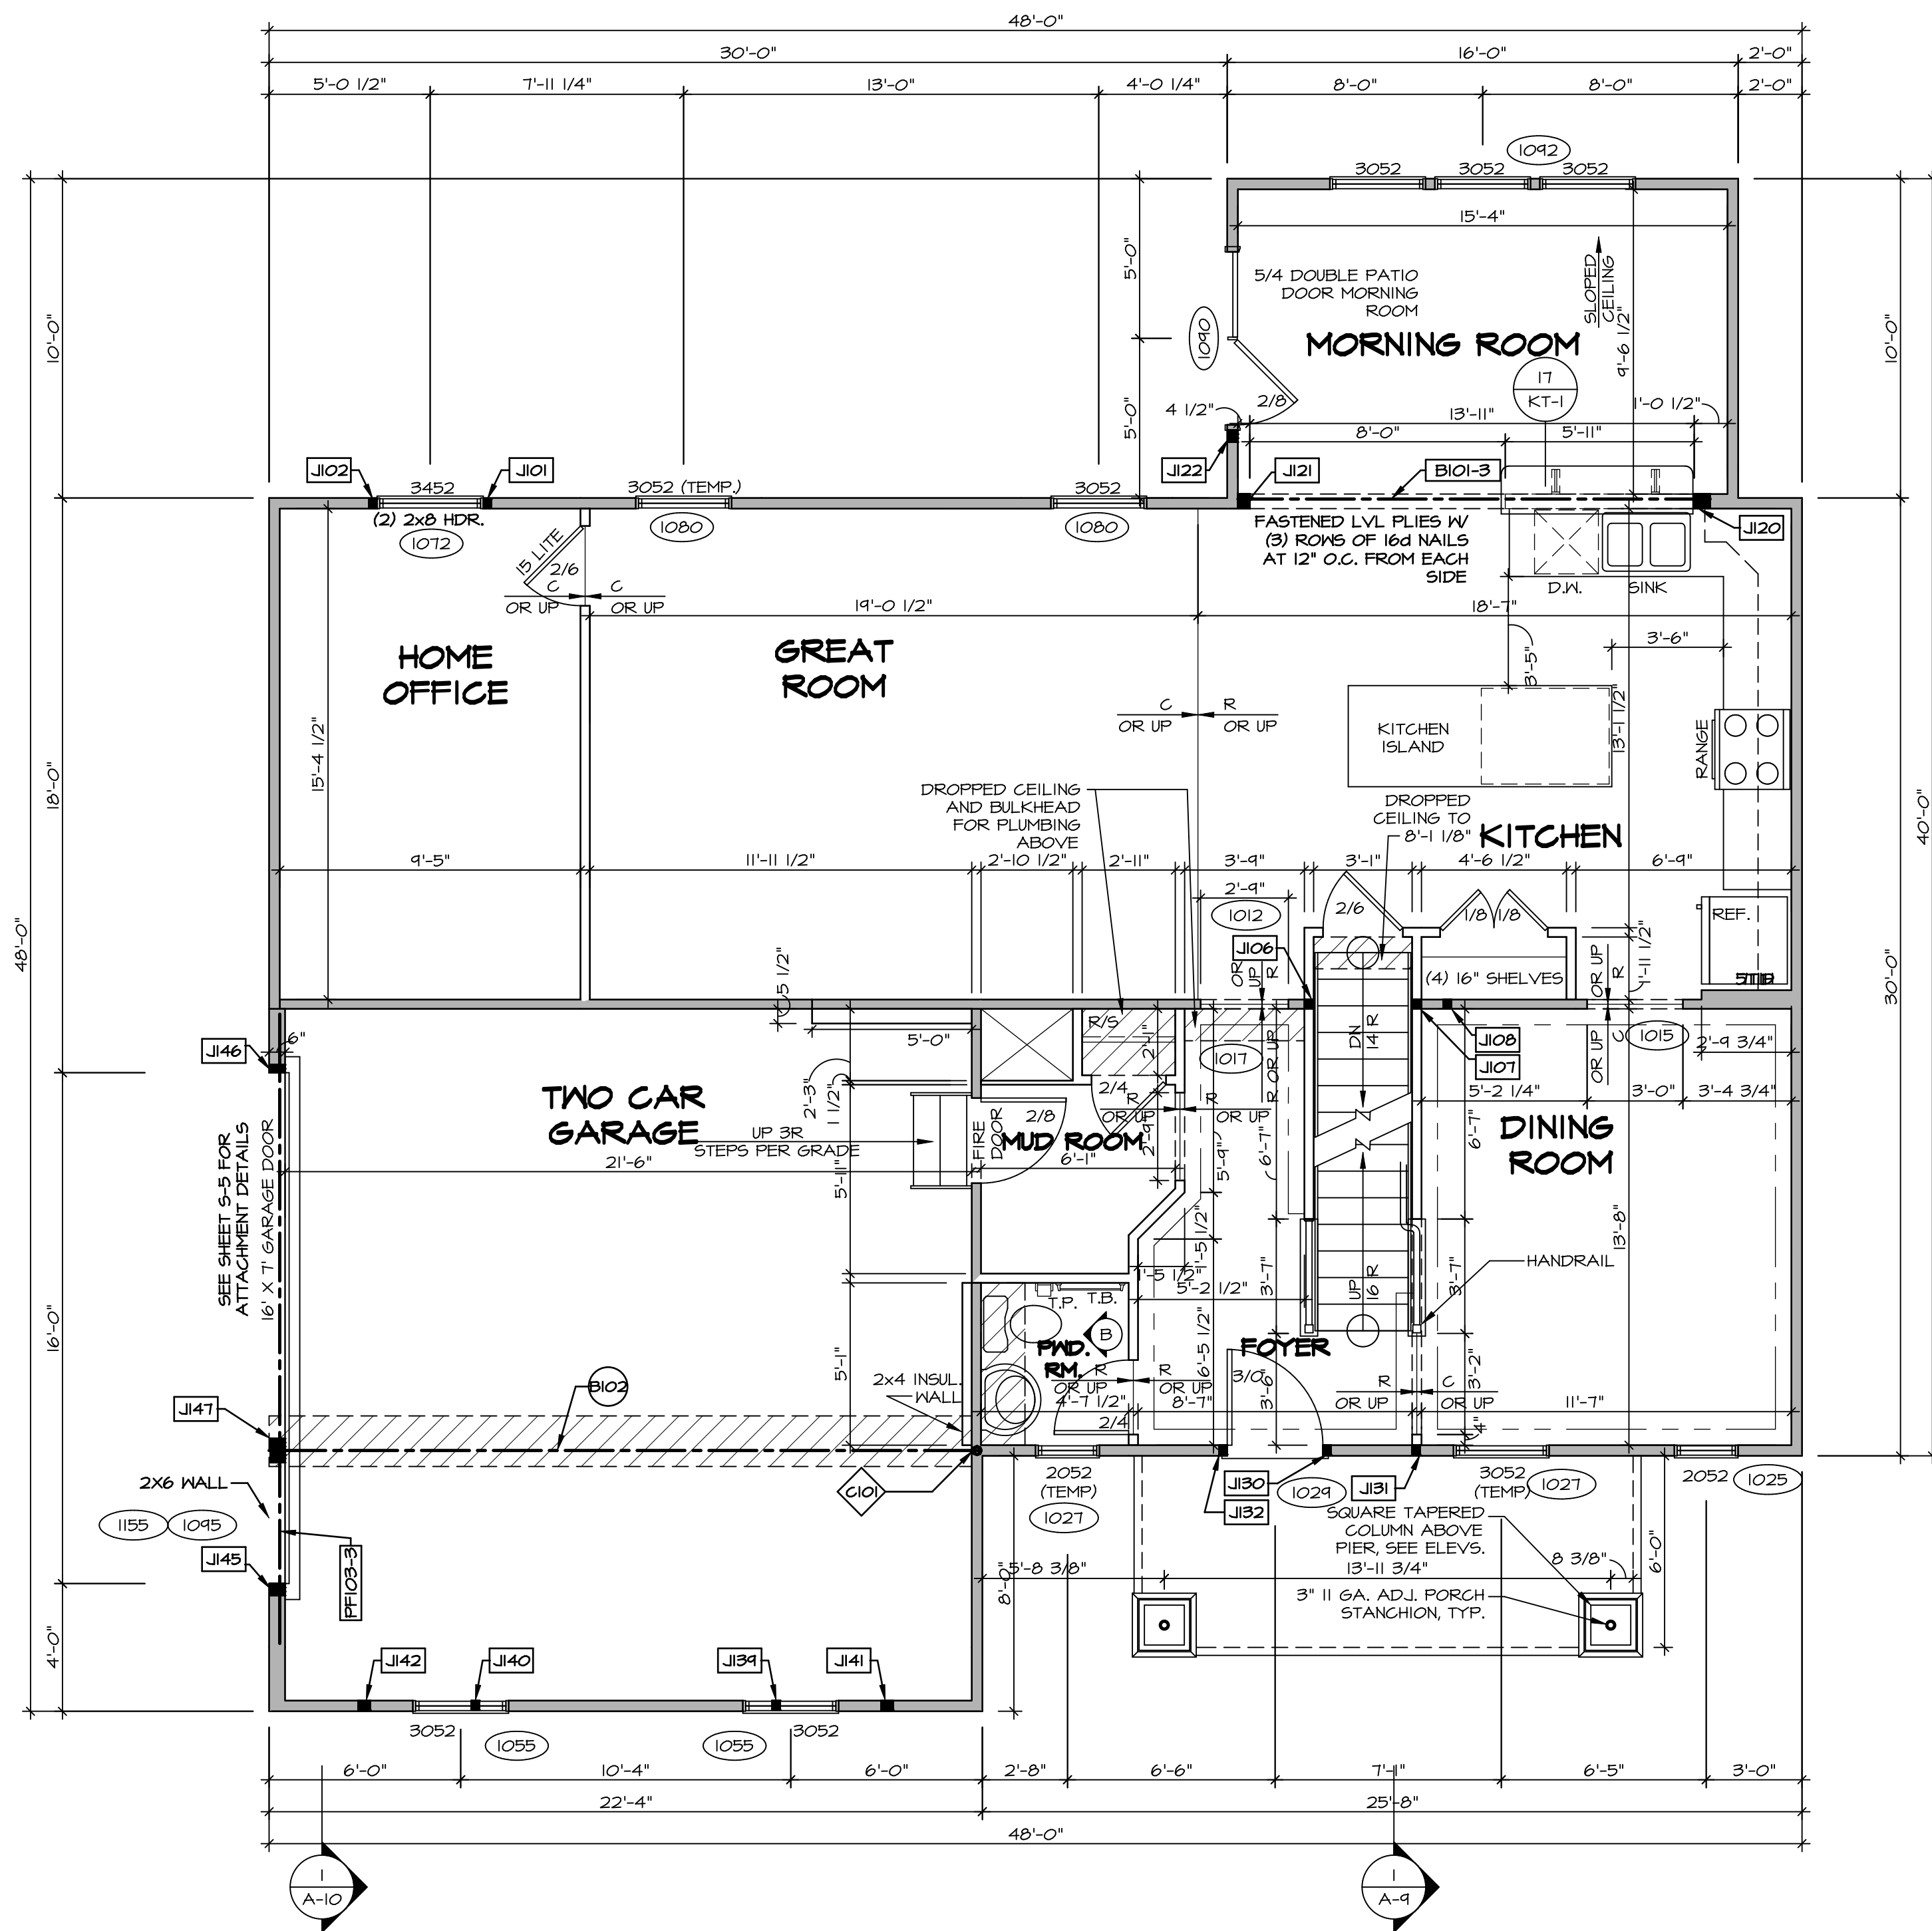 48'-0"
30'-0"
16'-0"
2'-0"
5'-0 1/2"
7'-11 1/4"
13'-0"
4'-0 1/4"
8'-0"
8'-0"
2'-0"
1092
3052
3052
3052
15'-4"
5'-0"
5/4 DOUBLE PATIO
DOOR MORNING
ROOM
SLOPED
CEILING
10'-0"
1090
MORNING ROOM
9'-6 1/2"
10'-0"
17
KT-1
5'-0"
4 1/2"
2/8
13'-11"
1'-0 1/2"
8'-0"
5'-11"
J102
J101
3452
3052 (TEMP.)
3052
J122
J121
B101-3
(2) 2x8 HDR.
1072
1080
1080
FASTENED LVL PLIES W/
(3) ROWS OF 16d NAILS
AT 12" O.C. FROM EACH
SIDE
J120
15 LITE
2/6
C
OR UP
C
OR UP
D.W.
SINK
19'-0 1/2"
18'-7"
3'-6"
3'-5"
HOME
OFFICE
GREAT
ROOM
C
OR UP
R
OR UP
KITCHEN
ISLAND
13'-1 1/2"
RANGE
15'-4 1/2"
18'-0"
40'-0"
DROPPED CEILING
AND BULKHEAD
FOR PLUMBING
ABOVE
DROPPED
CEILING TO
8'-1 1/8"
KITCHEN
9'-5"
11'-11 1/2"
2'-10 1/2"
2'-11"
3'-9"
3'-1"
4'-6 1/2"
6'-9"
2'-9"
1012
2/6
1/8
1/8
REF.
48'-0"
J106
5 1/2"
OR
UP
R
(4) 16" SHELVES
OR UP
R
1'-11 1/2"
30'-0"
6"
J146
5'-0"
R/S
2'-1"
1017
R OR UP
DN
14 R
J108
J107
OR UP
C
1015
2'-9 3/4"
5'-2 1/4"
3'-0"
3'-4 3/4"
TWO CAR
GARAGE
2'-3"
1 1/2"
2/4
R
OR UP
R
OR UP
2/8
FIRE
DOOR
MUD ROOM
UP 3R
STEPS PER GRADE
21'-6"
6'-1"
2'-9"
5'-9"
6'-7"
6'-7"
DINING
ROOM
SEE SHEET S-5 FOR
ATTACHMENT DETAILS
16' X 7' GARAGE DOOR
5'-11"
13'-8"
16'-0"
1'-5 1/2"
1'-5 1/2"
5'-2 1/2"
3'-7"
UP
16 R
3'-7"
HANDRAIL
T.P.
T.B.
B
PWD.
RM.
6'-5 1/2"
FOYER
5'-1"
2x4 INSUL.
WALL
R
OR UP
R
OR UP
3/0
3'-6"
R
OR UP
C
OR UP
3'-2"
B102
J147
4'-7 1/2"
8'-7"
11'-7"
2/4
4"
2X6 WALL
C101
2052
(TEMP)
1027
J130
J132
1029
J131
3052
(TEMP)
1027
2052
1025
1155
1095
J145
PF103-3
SQUARE TAPERED
COLUMN ABOVE
PIER, SEE ELEVS.
5'-8 3/8"
13'-11 3/4"
8 3/8"
6'-0"
3" 11 GA. ADJ. PORCH
STANCHION, TYP.
8'-0"
4'-0"
J142
J140
J139
J141
3052
1055
1055
3052
6'-0"
10'-4"
6'-0"
2'-8"
6'-6"
7'-1"
6'-5"
3'-0"
22'-4"
25'-8"
48'-0"
1
A-10
1
A-9